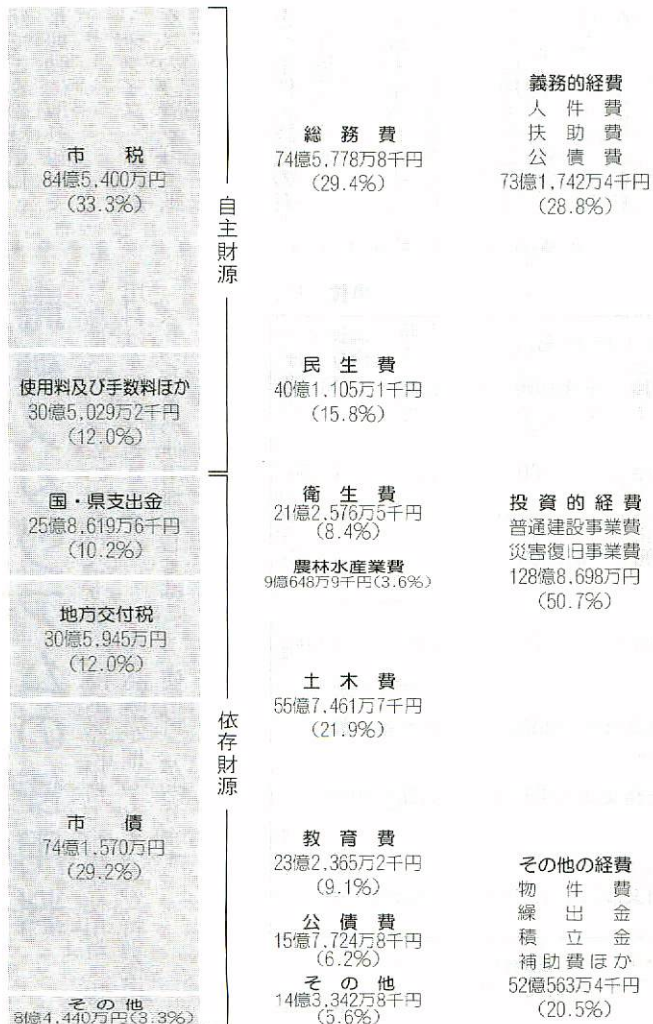 市　税
84億5,400万円
(33.3%)
使用料及び手数料ほか
30億5,029万2千円
(12.0%)
自主財源
国・県支出金
25億8,619万6千円
(10.2%)
地方交付税
30億5,945万円
(12.0%)
市　債
74億1,570万円
(29.2%)
その他
8億4,440万円(3.3%)
依存財源
総務費
74億5,778万8千円
(29.4%)
民生費
40億1,105万1千円
(15.8%)
衛生費
21億2,576万5千円
(8.4%)
農林水産業費
9億648万9千円(3.6%)
土木費
55億7,461万7千円
(21.9%)
教育費
23億2,365万2千円
(9.1%)
公債費
15億7,724万8千円
(6.2%)
その他
14億3,342万8千円
(5.6%)
義務的経費
人件費
扶助費
公債費
73億1,742万4千円
(28.8%)
投資的経費
普通建設事業費
災害復旧事業費
128億8,698万円
(50.7%)
その他の経費
物件費
繰出金
積立金
補助費ほか
52億563万4千円
(20.5%)